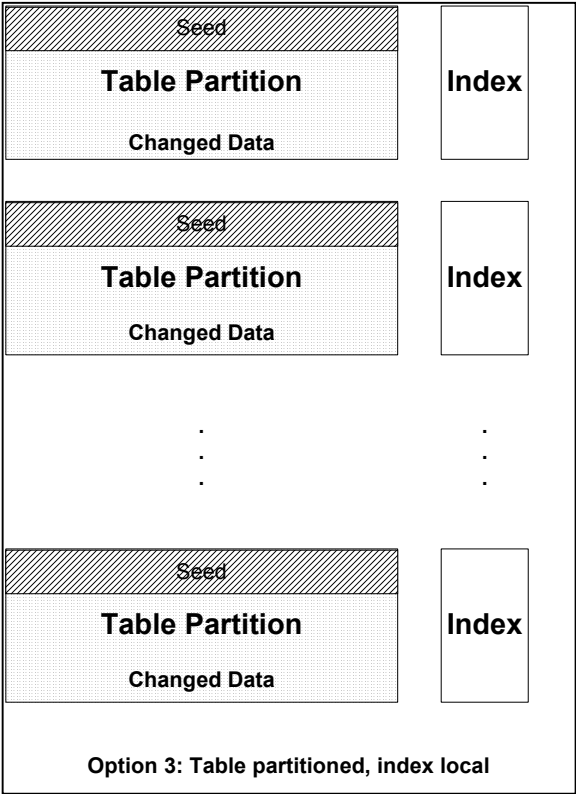 Seed
Table Partition
Index
Changed Data
Seed
Table Partition
Index
Changed Data
. .
. .
. .
Seed
Table Partition
Index
Changed Data
Option 3: Table partitioned, index local